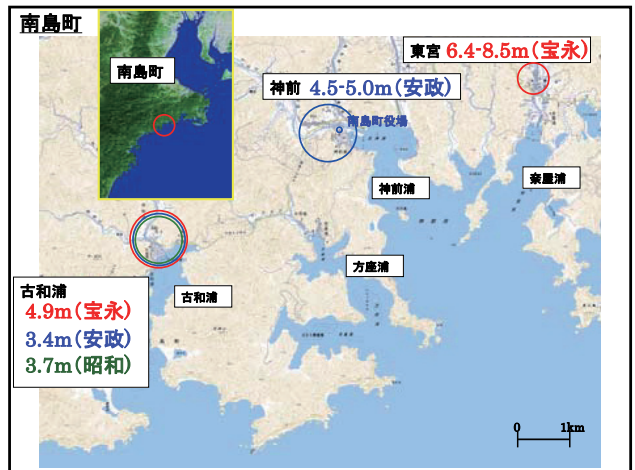 南島町
南島町
東宮 6.4-8.5m(宝永)
神前 4.5-5.0m(安政)
南島町役場
奈屋浦
神前浦
方座浦
古和浦
古和浦
4.9m(宝永)
3.4m(安政)
3.7m(昭和)
0 1km